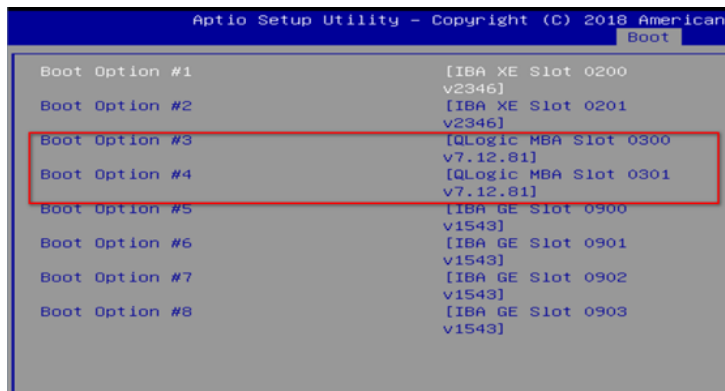 Aptio Setup Utility – Copyright (C) 2018 American
Boot
Boot Option #1 [IBA XE Slot 0200
v2346]
Boot Option #2 [IBA XE Slot 0201
v2346]
Boot Option #3 [QLogic MBA Slot 0300
v7.12.81]
Boot Option #4 [QLogic MBA Slot 0301
v7.12.81]
Boot Option #5 [IBA GE Slot 0900
v1543]
Boot Option #6 [IBA GE Slot 0901
v1543]
Boot Option #7 [IBA GE Slot 0902
v1543]
Boot Option #8 [IBA GE Slot 0903
v1543]